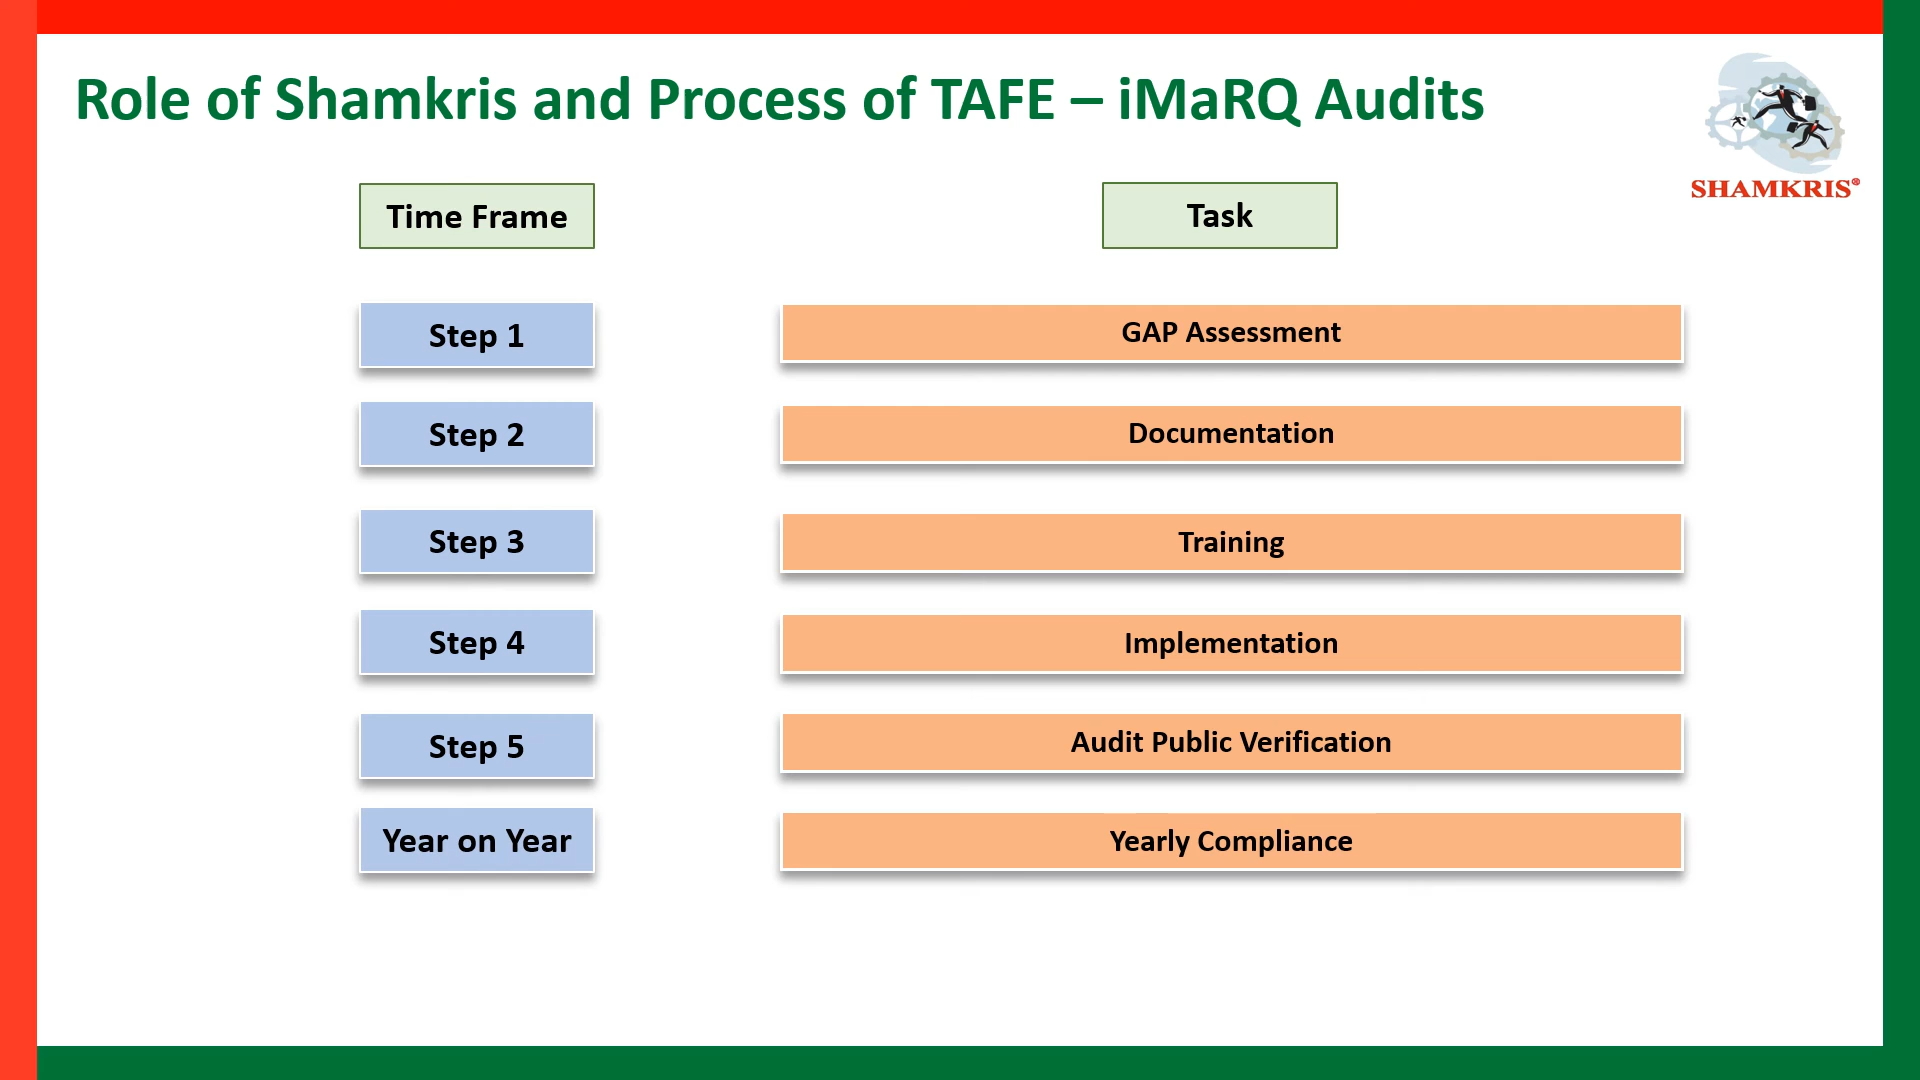 Role of Shamkris and Process of TAFE – iMaRQ Audits
SHAMKRIS®
Time Frame
Task
Step 1
GAP Assessment
Step 2
Documentation
Step 3
Training
Step 4
Implementation
Step 5
Audit Public Verification
Year on Year
Yearly Compliance